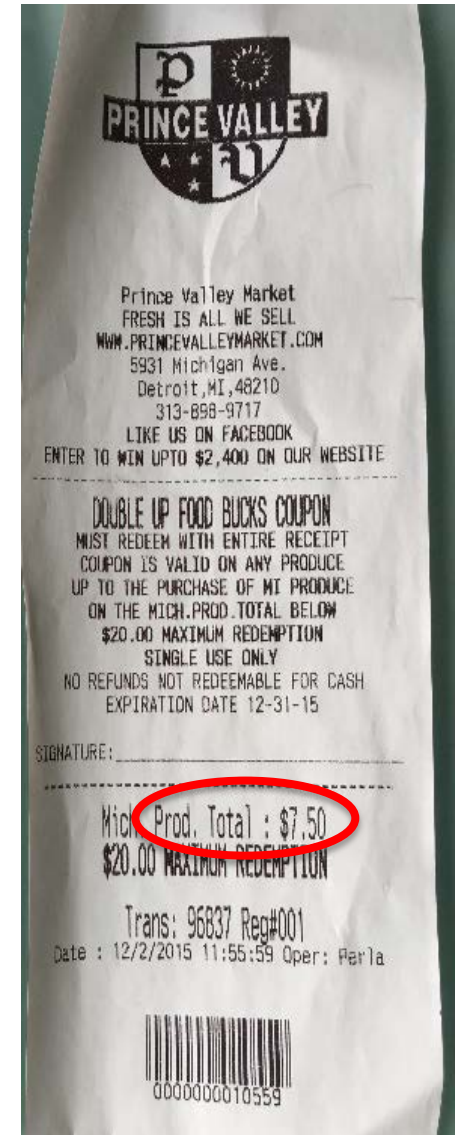 P
PRINCE VALLEY
V
Prince Valley Market
FRESH IS ALL WE SELL
WWW.PRINCEVALLEYMARKET.COM
5931 Michigan Ave.
Detroit,MI,48210
313-898-9717
LIKE US ON FACEBOOK
ENTER TO WIN UPTO $2,400 ON OUR WEBSITE
DOUBLE UP FOOD BUCKS COUPON
MUST REDEEM WITH ENTIRE RECEIPT
COUPON IS VALID ON ANY PRODUCE
UP TO THE PURCHASE OF MI PRODUCE
ON THE MICH.PROD.TOTAL BELOW
$20.00 MAXIMUM REDEMPTION
SINGLE USE ONLY
NO REFUNDS NOT REDEEMABLE FOR CASH
EXPIRATION DATE 12-31-15
SIGNATURE:
Mich. Prod. Total : $7.50
$20.00 MAXIMUM REDEMPTION
Trans: 96837 Reg#001
Date : 12/2/2015 11:55:59 Oper: Perla
0000000010559